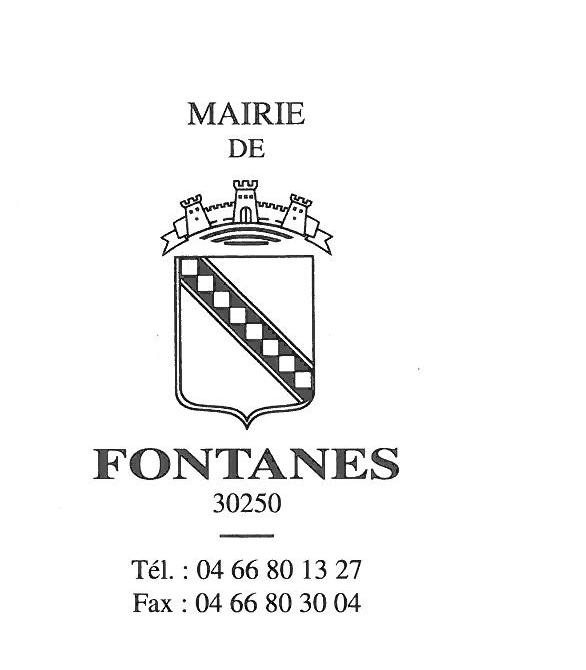 MAIRIE
DE
FONTANES
30250
Tél. : 04 66 80 13 27
Fax : 04 66 80 30 04